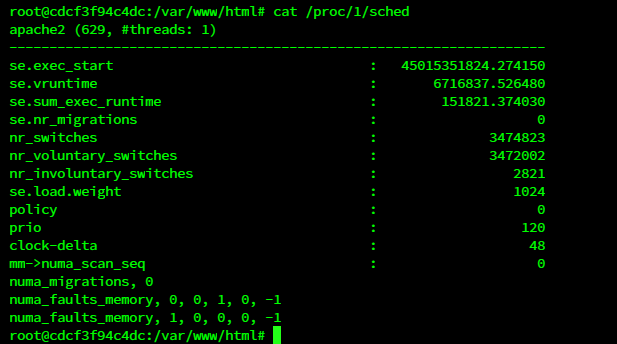 root@cdcf3f94c4dc:/var/www/html# cat /proc/1/sched
apache2 (629, #threads: 1)
-------------------------------------------------------------------
se.exec_start : 45015351824.274150
se.vruntime : 6716837.526480
se.sum_exec_runtime : 151821.374030
se.nr_migrations : 0
nr_switches : 3474823
nr_voluntary_switches : 3472002
nr_involuntary_switches : 2821
se.load.weight : 1024
policy : 0
prio : 120
clock-delta : 48
mm->numa_scan_seq : 0
numa_migrations, 0
numa_faults_memory, 0, 0, 1, 0, -1
numa_faults_memory, 1, 0, 0, 0, -1
root@cdcf3f94c4dc:/var/www/html#